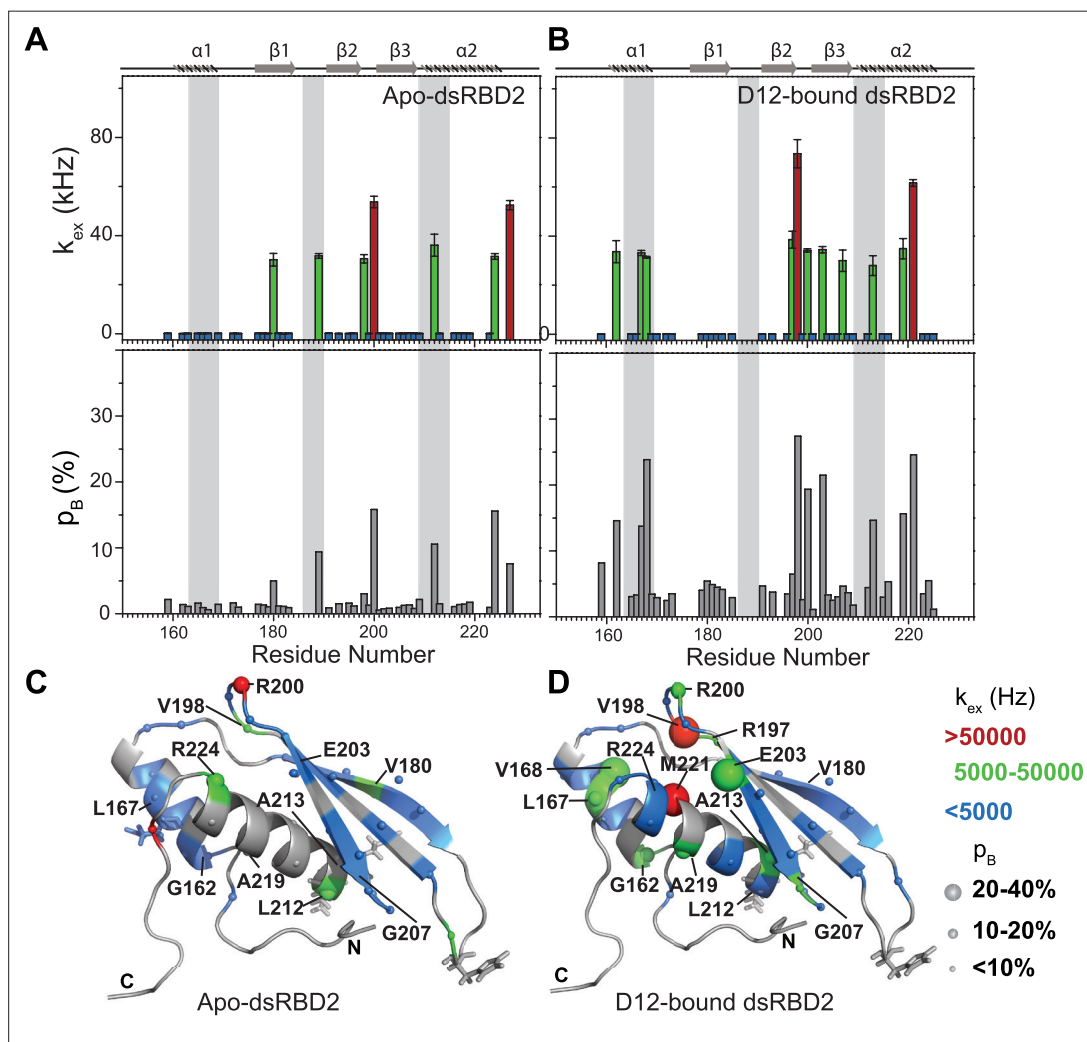 A
B
α1 β1 β2 β3 α2
α1 β1 β2 β3 α2
Apo-dsRBD2
D12-bound dsRBD2
kex (kHz)
80
40
0
0
pB (%)
30
20
10
0
160 180 200 220
160 180 200 220
Residue Number
Residue Number
C
R200
V198
R224
E203
V180
L167
A213
G162
A219
L212
G207
N
C
Apo-dsRBD2
D
R200
V198
R197
R224
E203
V168
M221
V180
L167
A213
G162
A219
L212
G207
N
C
D12-bound dsRBD2
kex (Hz)
>50000
5000-50000
<5000
pB
20-40%
10-20%
<10%